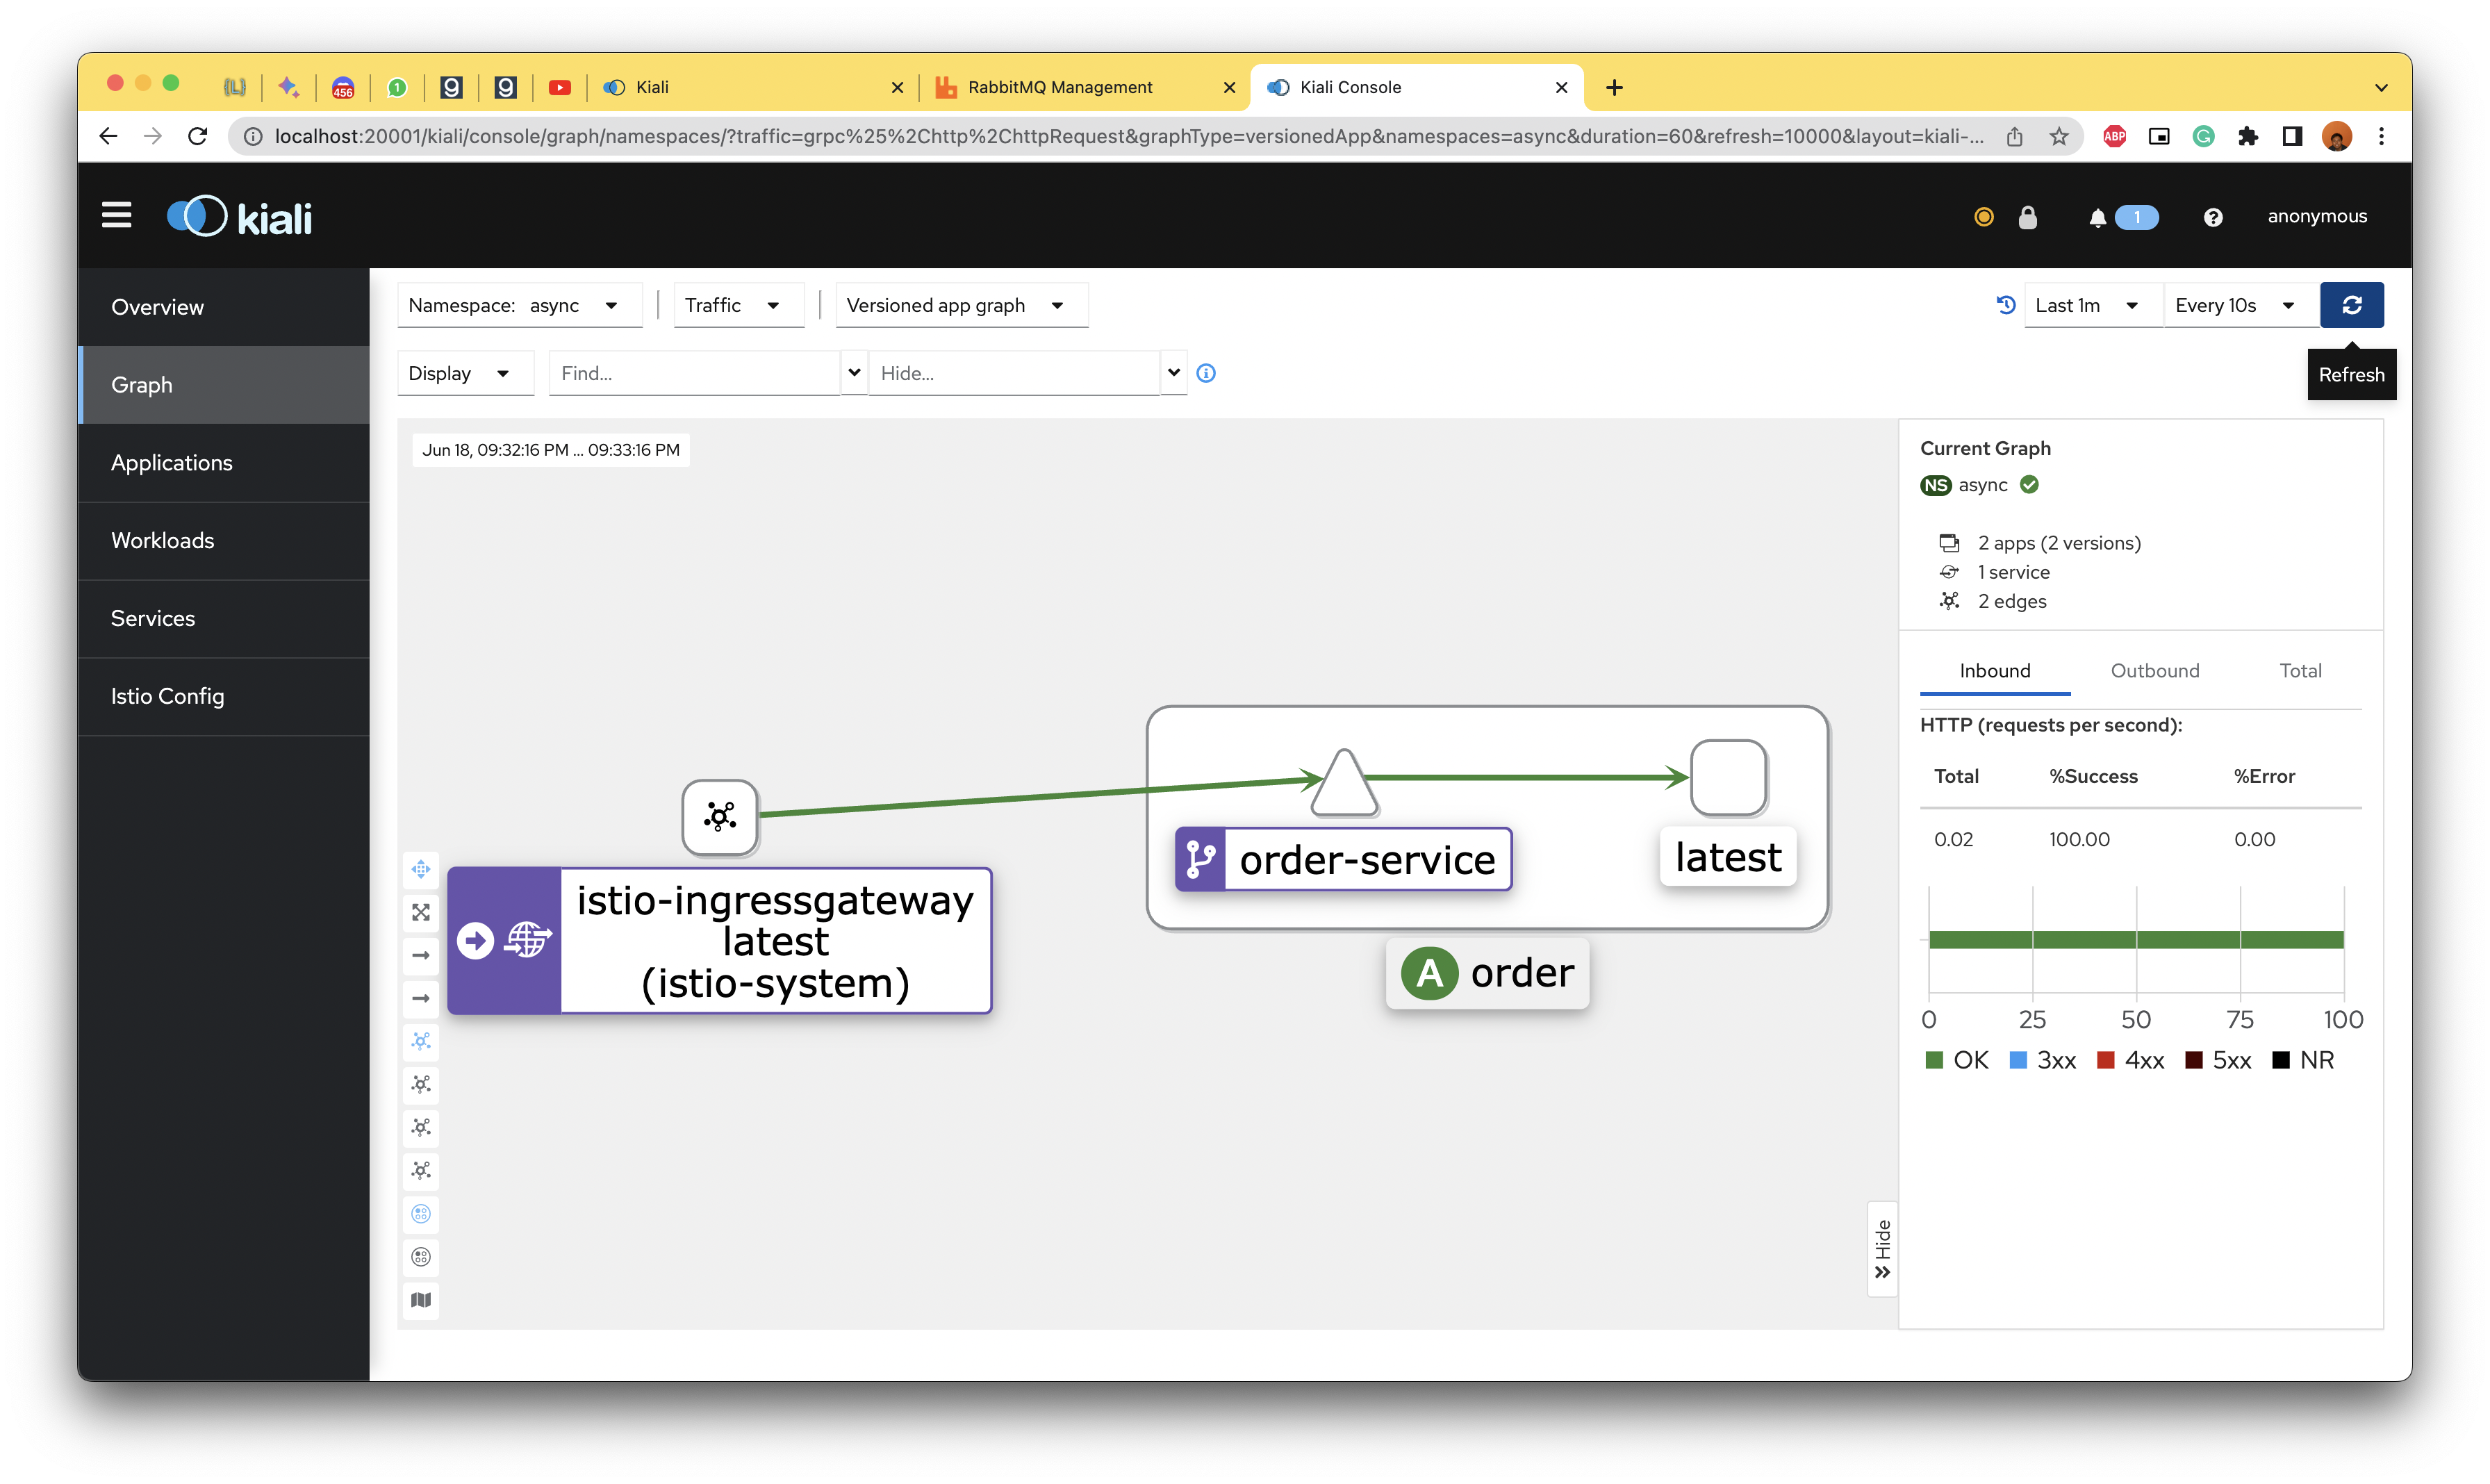 456
1
Kiali
RabbitMQ Management
Kiali Console
localhost:20001/kiali/console/graph/namespaces/?traffic=grpc%25%2Chttp%2ChttpRequest&graphType=versionedApp&namespaces=async&duration=60&refresh=10000&layout=kiali-...
ABP
kiali
1
anonymous
Overview
Graph
Applications
Workloads
Services
Istio Config
Namespace: async
Traffic
Versioned app graph
Last 1m
Every 10s
Display
Find...
Hide...
Refresh
Jun 18, 09:32:16 PM ... 09:33:16 PM
istio-ingressgateway
latest
(istio-system)
order-service
latest
A order
Hide
Current Graph
NS async
2 apps (2 versions)
1 service
2 edges
Inbound Outbound Total
HTTP (requests per second):
Total %Success %Error
0.02 100.00 0.00
0 25 50 75 100
OK 3xx 4xx 5xx NR